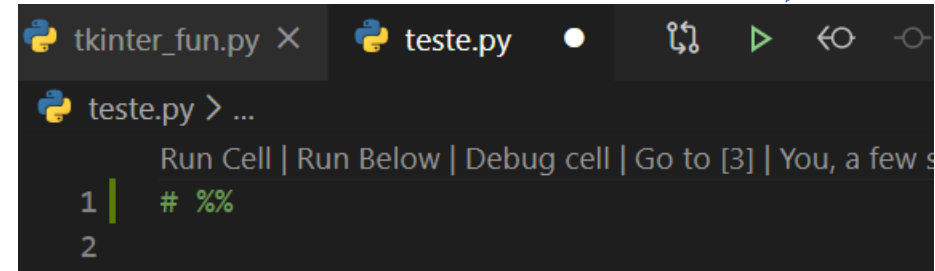 tkinter_fun.py × teste.py
teste.py > ...
Run Cell | Run Below | Debug cell | Go to [3] | You, a few s
1 # %%
2